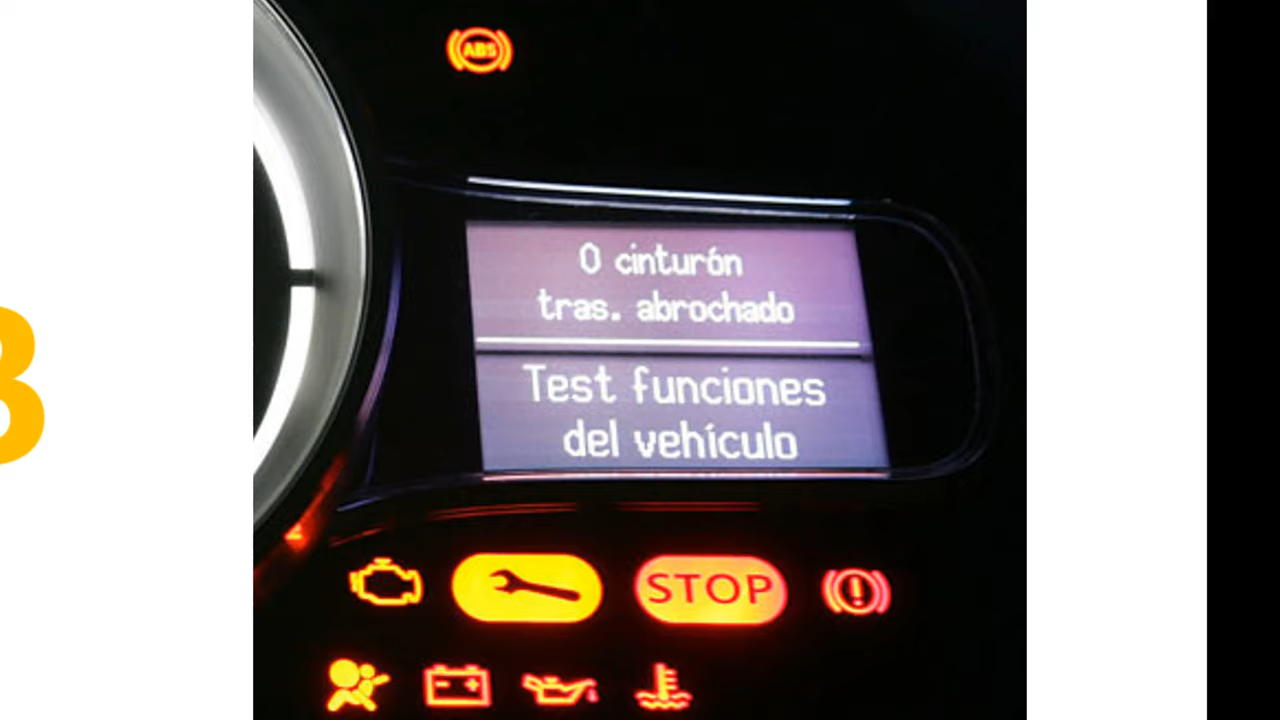 ABS
0 cinturón
tras. abrochado
Test funciones
del vehículo
STOP